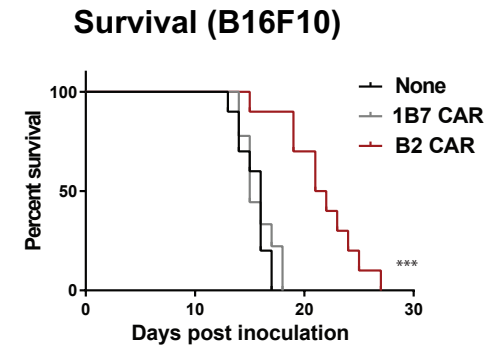 Survival (B16F10)
None
1B7 CAR
B2 CAR
Percent survival
100
50
0
***
0
10
20
30
Days post inoculation